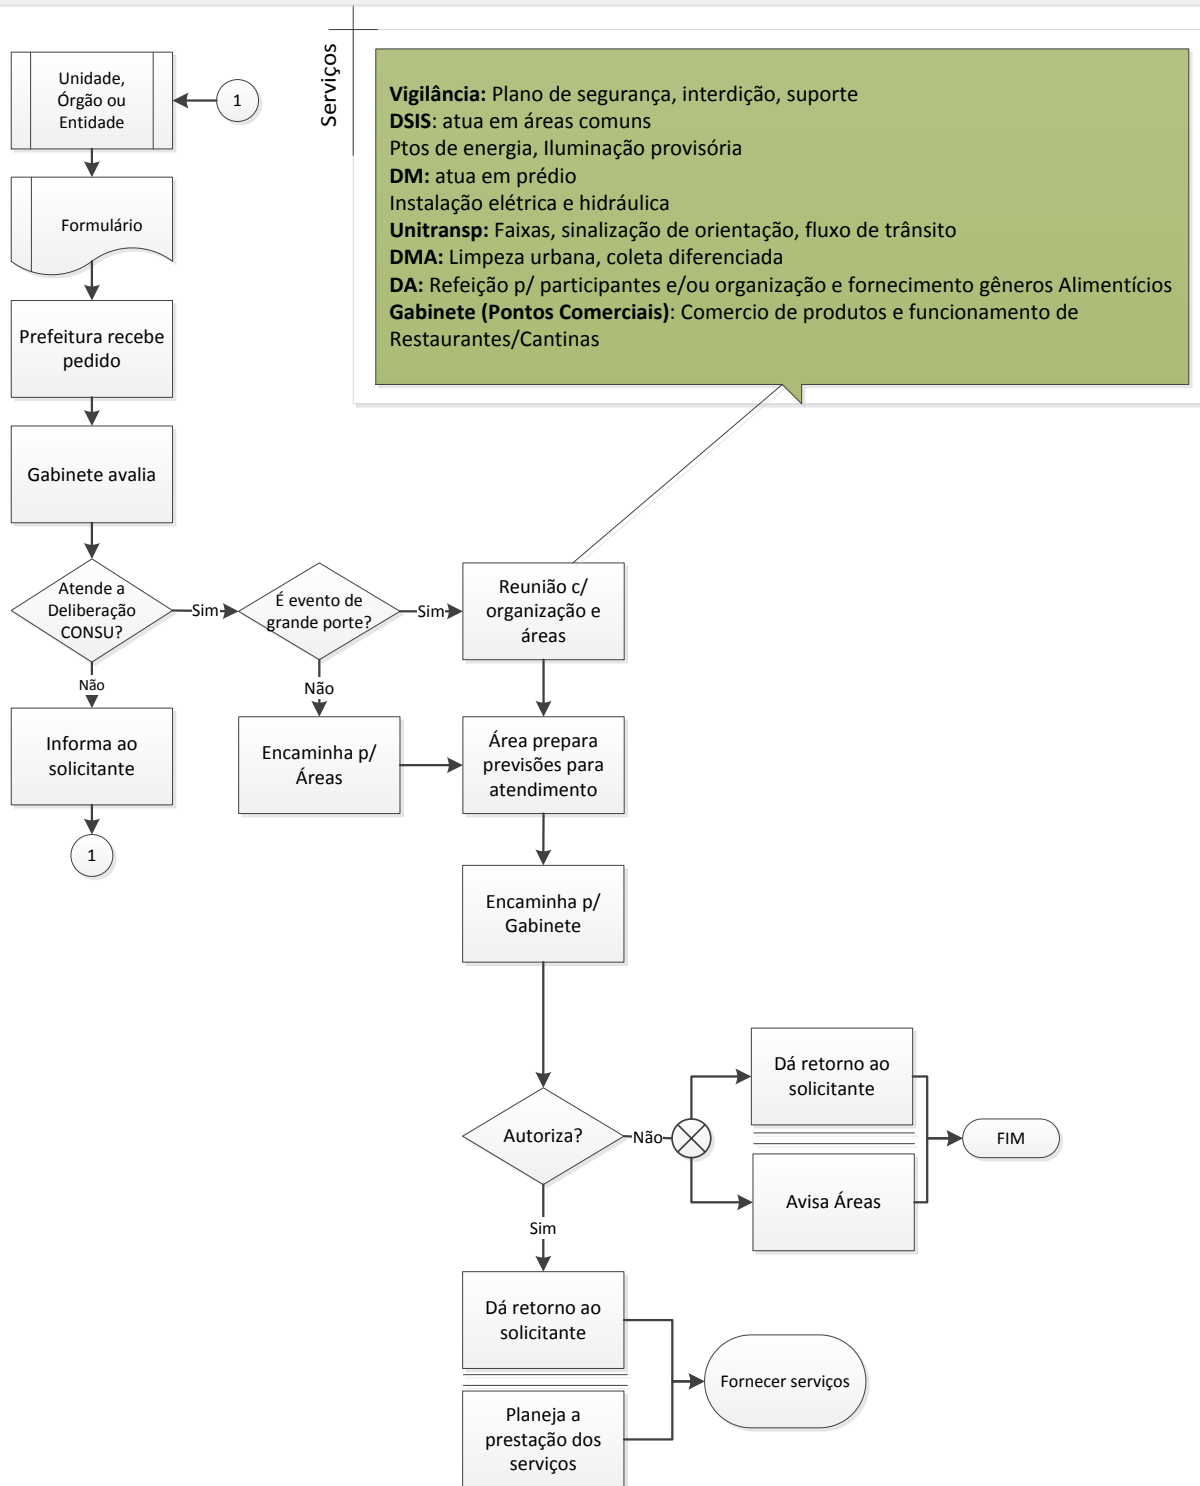 Unidade,
Órgão ou
Entidade
1
Formulário
Prefeitura recebe
pedido
Gabinete avalia
Atende a
Deliberação
CONSU?
Sim
Não
Informa ao
solicitante
1
Serviços
Vigilância: Plano de segurança, interdição, suporte
DSIS: atua em áreas comuns
Ptos de energia, Iluminação provisória
DM: atua em prédio
Instalação elétrica e hidráulica
Unitransp: Faixas, sinalização de orientação, fluxo de trânsito
DMA: Limpeza urbana, coleta diferenciada
DA: Refeição p/ participantes e/ou organização e fornecimento gêneros Alimentícios
Gabinete (Pontos Comerciais): Comercio de produtos e funcionamento de
Restaurantes/Cantinas
É evento de
grande porte?
Sim
Não
Encaminha p/
Áreas
Reunião c/
organização e
áreas
Área prepara
previsões para
atendimento
Encaminha p/
Gabinete
Autoriza?
Não
Dá retorno ao
solicitante
Avisa Áreas
FIM
Sim
Dá retorno ao
solicitante
Planeja a
prestação dos
serviços
Fornecer serviços